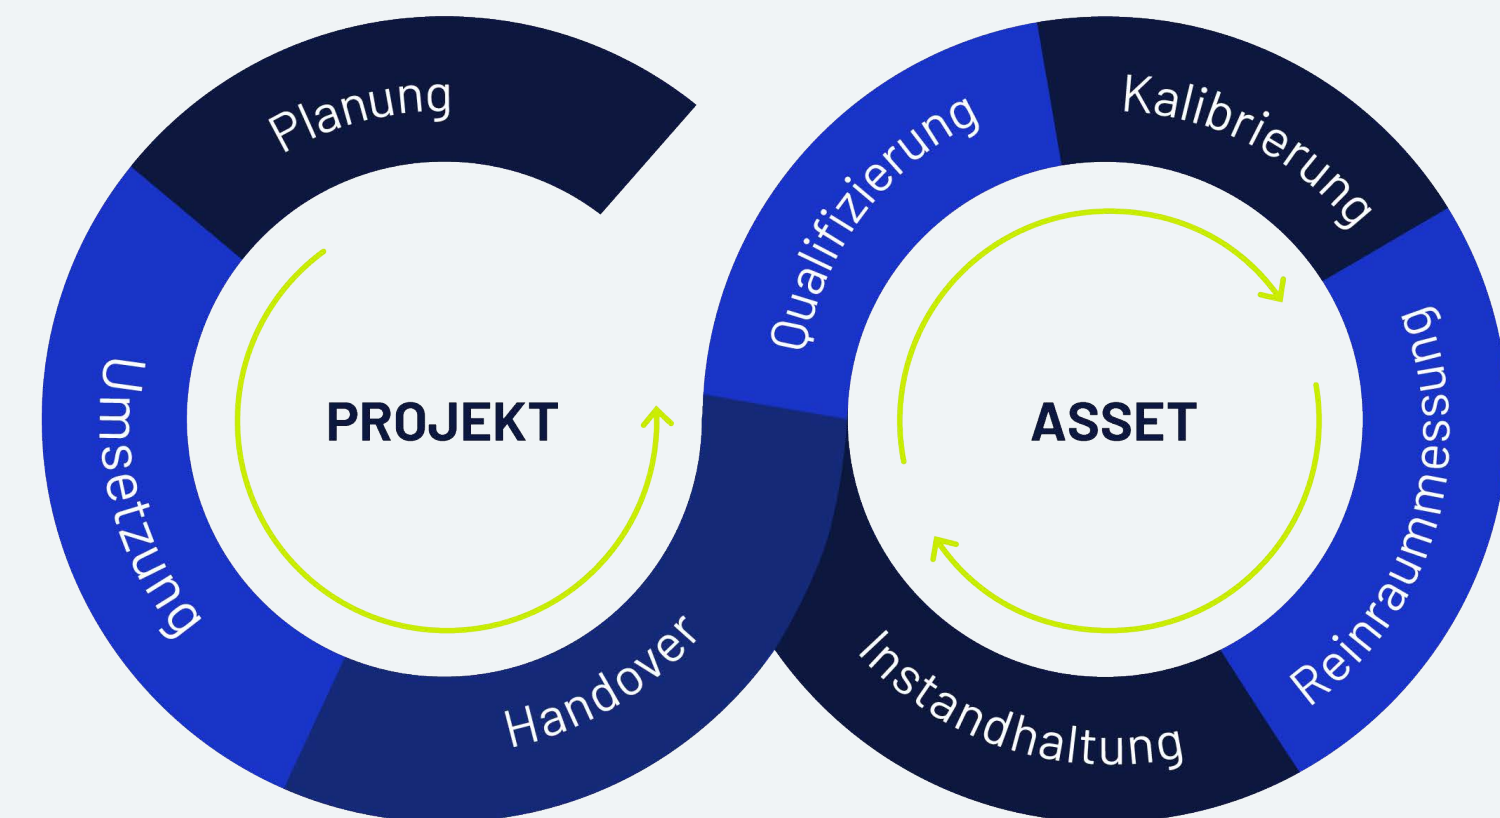 Planung
Umsetzung
Handover
PROJEKT
Qualifizierung
Kalibrierung
Reinraummessung
Instandhaltung
ASSET